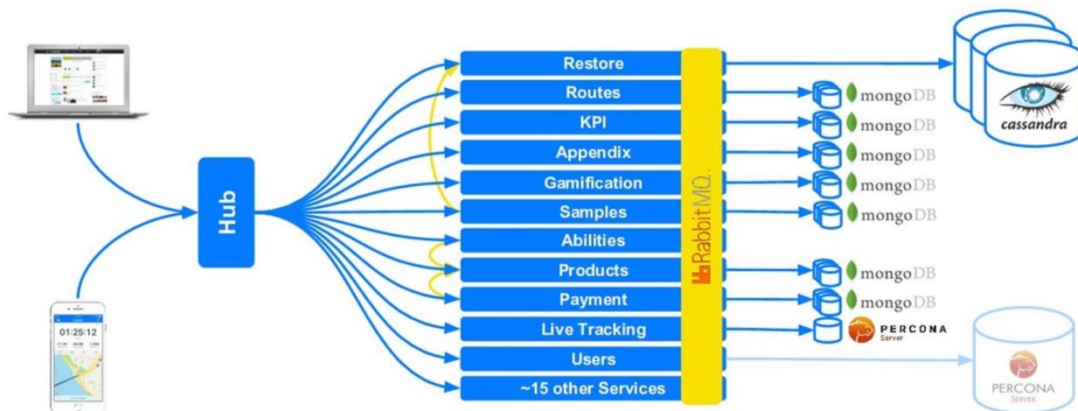 Hub
Restore
Routes
KPI
Appendix
Gamification
Samples
Abilities
Products
Payment
Live Tracking
Users
~15 other Services
RabbitMQ
cassandra
mongoDB
mongoDB
mongoDB
mongoDB
mongoDB
mongoDB
mongoDB
PERCONA
Server
PERCONA
SERVER
01:25:12